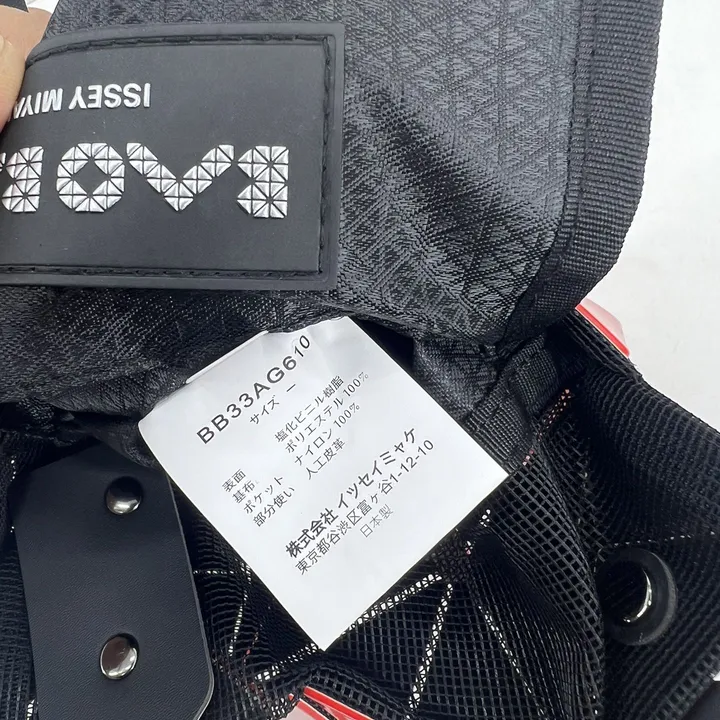 ISSEY MIYA
BAO
BB33AG610
サイズ ー
表面 塩化ビニル樹脂
基布 ポリエステル 100%
ポケット ナイロン 100%
部分使い 人工皮革
株式会社 イッセイミヤケ
東京都谷渋区富ケ谷1-12-10
日本製